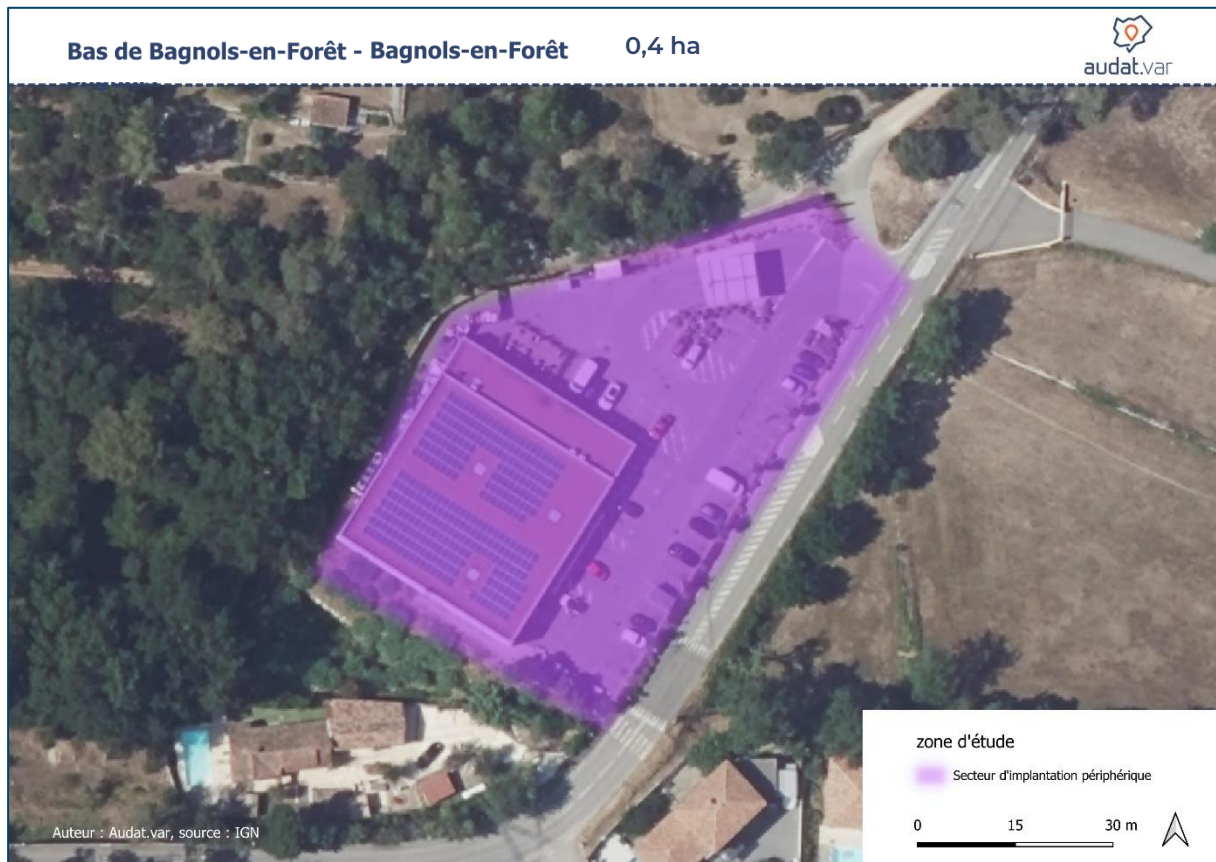 Bas de Bagnols-en-Forêt - Bagnols-en-Forêt 0,4 ha
audat.var
zone d'étude
Secteur d'implantation périphérique
0 15 30 m
Auteur : Audat.var, source : IGN